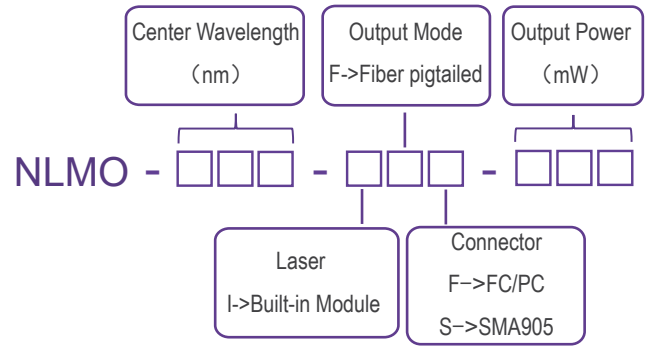 Center Wavelength
（nm）
Output Mode
F->Fiber pigtailed
Output Power
（mW）
NLMO - □□□ - □□□ - □□□
Laser
I->Built-in Module
Connector
F−>FC/PC
S−>SMA905